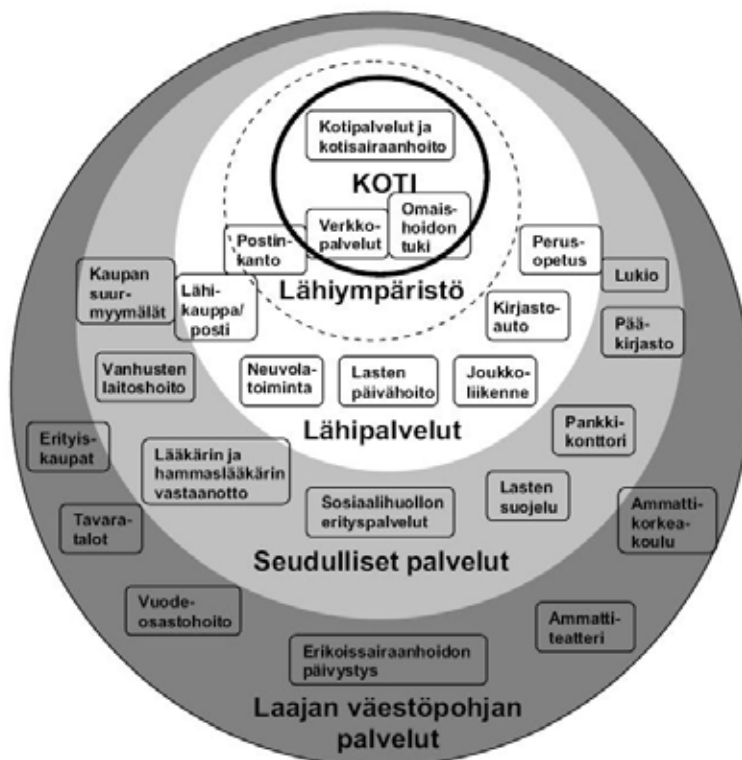 Kotipalvelut ja
kotisairaanhoito
KOTI
Verkko-
palvelut
Omais-
hoidon
tuki
Postin-
kanto
Lähiympäristö
Perus-
opetus
Lukio
Kaupan
suur-
myymälät
Lähi-
kauppa/
posti
Kirjasto-
auto
Pää-
kirjasto
Vanhusten
laitoshoito
Neuvola-
toiminta
Lasten
päivähoito
Joukko-
liikenne
Lähipalvelut
Pankki-
konttori
Erityis-
kaupat
Lääkärin ja
hammaslääkärin
vastaanotto
Sosiaalihuollon
erityspalvelut
Lasten
suojelu
Ammatti-
korkea-
koulu
Tavara-
talot
Seudulliset palvelut
Vuode-
osastohoito
Ammatti-
teatteri
Erikoissairaanhoidon
päivystys
Laajan väestöpohjan
palvelut